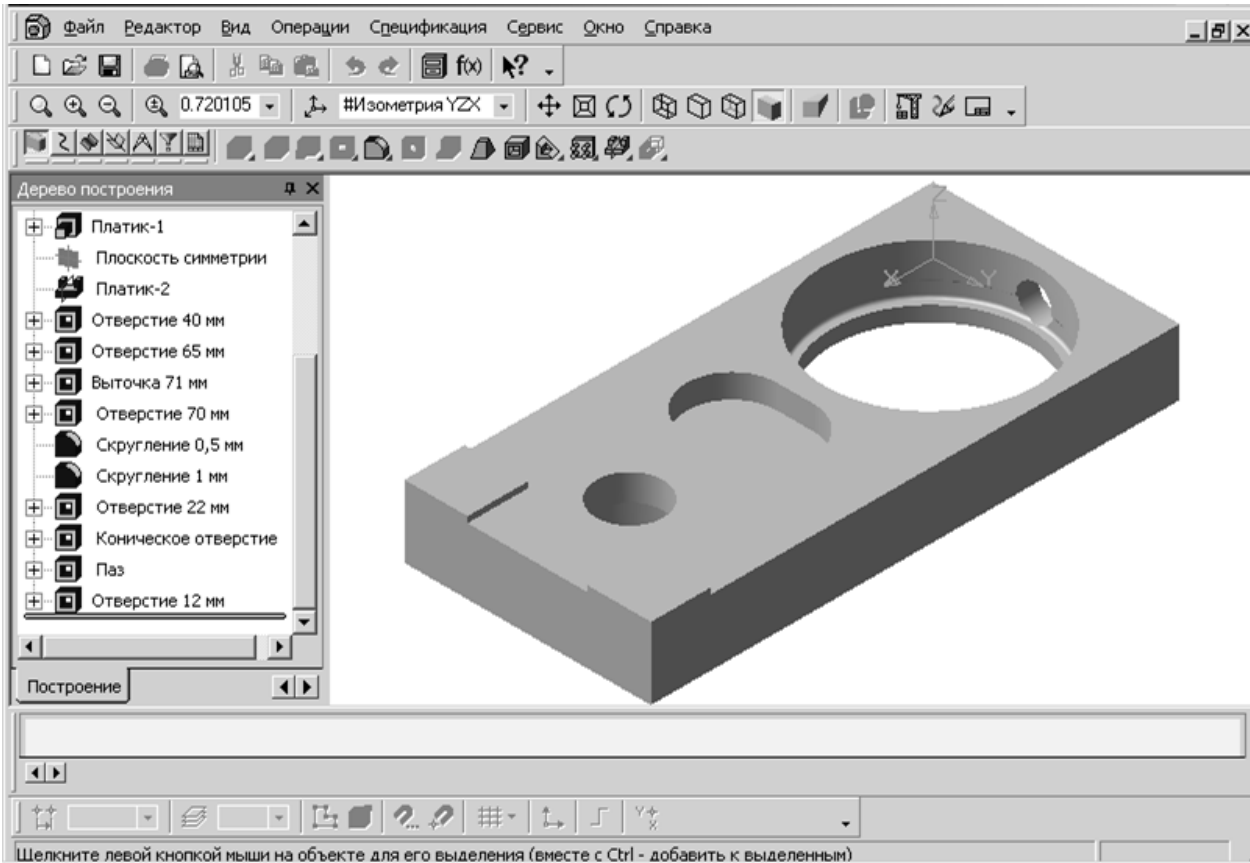 Файл Редактор Вид Операции Спецификация Сервис Окно Справка
f(x) ?
0.720105 #Изометрия YZX
Дерево построения
Платик-1
Плоскость симметрии
Платик-2
Отверстие 40 мм
Отверстие 65 мм
Выточка 71 мм
Отверстие 70 мм
Скругление 0,5 мм
Скругление 1 мм
Отверстие 22 мм
Коническое отверстие
Паз
Отверстие 12 мм
Построение
Z
X Y
Y X
Щелкните левой кнопкой мыши на объекте для его выделения (вместе с Ctrl - добавить к выделенным)